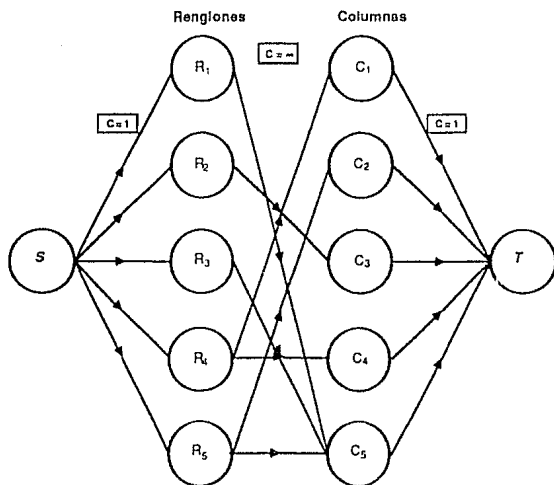 Renglones Columnas
C = ∞
R1 C1
C = 1 C = 1
R2 C2
S R3 C3 T
R4 C4
R5 C5